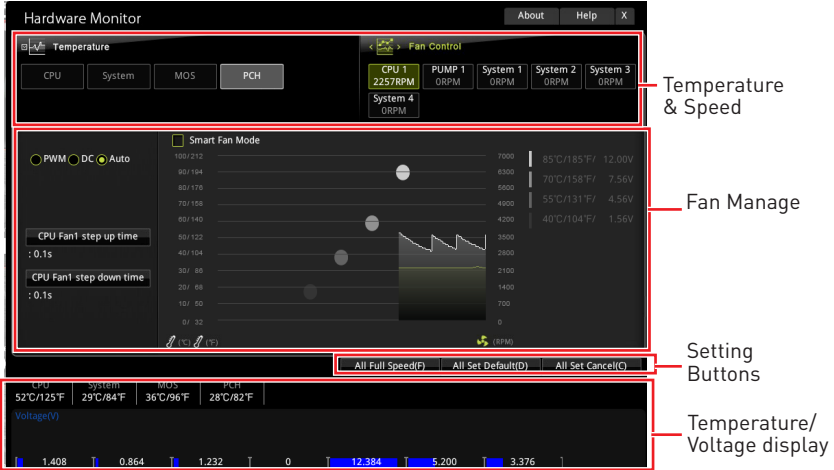 Hardware Monitor
About Help X
Temperature
Fan Control
CPU System MOS PCH
CPU 1 PUMP 1 System 1 System 2 System 3
2257RPM 0RPM 0RPM 0RPM 0RPM
System 4
0RPM
Temperature
& Speed
Smart Fan Mode
PWM DC Auto
100/212 7000 85℃/185℉/ 12.00V
90/194 6300 70℃/158℉/ 7.56V
80/176 5600 55℃/131℉/ 4.56V
70/158 4900 40℃/104℉/ 1.56V
60/140 4200
50/122 3500
40/104 2800
30/ 86 2100
20/ 68 1400
10/ 50 700
0/ 32 0
CPU Fan1 step up time
: 0.1s
CPU Fan1 step down time
: 0.1s
(℃) (℉) (RPM)
Fan Manage
All Full Speed(F) All Set Default(D) All Set Cancel(C)
Setting
Buttons
CPU System MOS PCH
52℃/125℉ 29℃/84℉ 36℃/96℉ 28℃/82℉
Voltage(V)
1.408 0.864 1.232 0 12.384 5.200 3.376
Temperature/
Voltage display